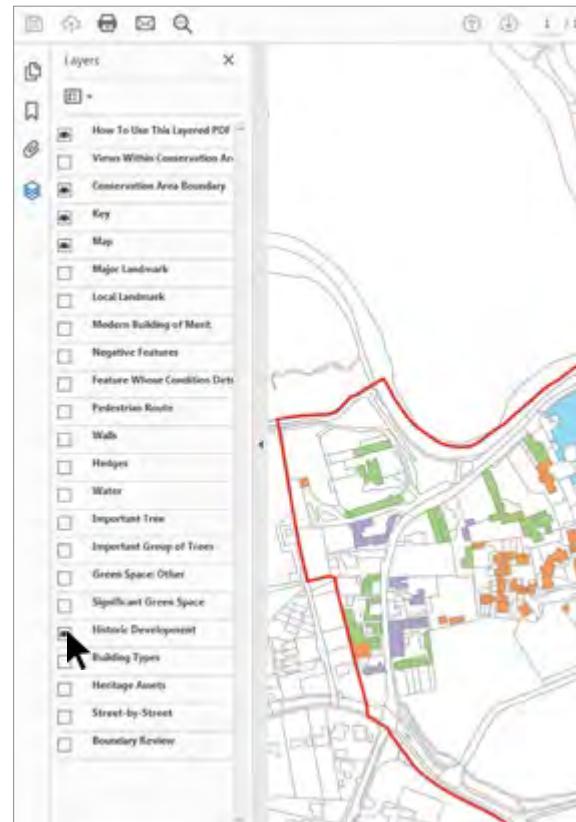 1 / 1
Layers
How To Use This Layered PDF
Views Within Conservation Are
Conservation Area Boundary
Key
Map
Major Landmark
Local Landmark
Modern Building of Merit
Negative Features
Feature Whose Condition Detr
Pedestrian Route
Walls
Hedges
Water
Important Tree
Important Group of Trees
Green Space: Other
Significant Green Space
Historic Development
Building Types
Heritage Assets
Street-by-Street
Boundary Review